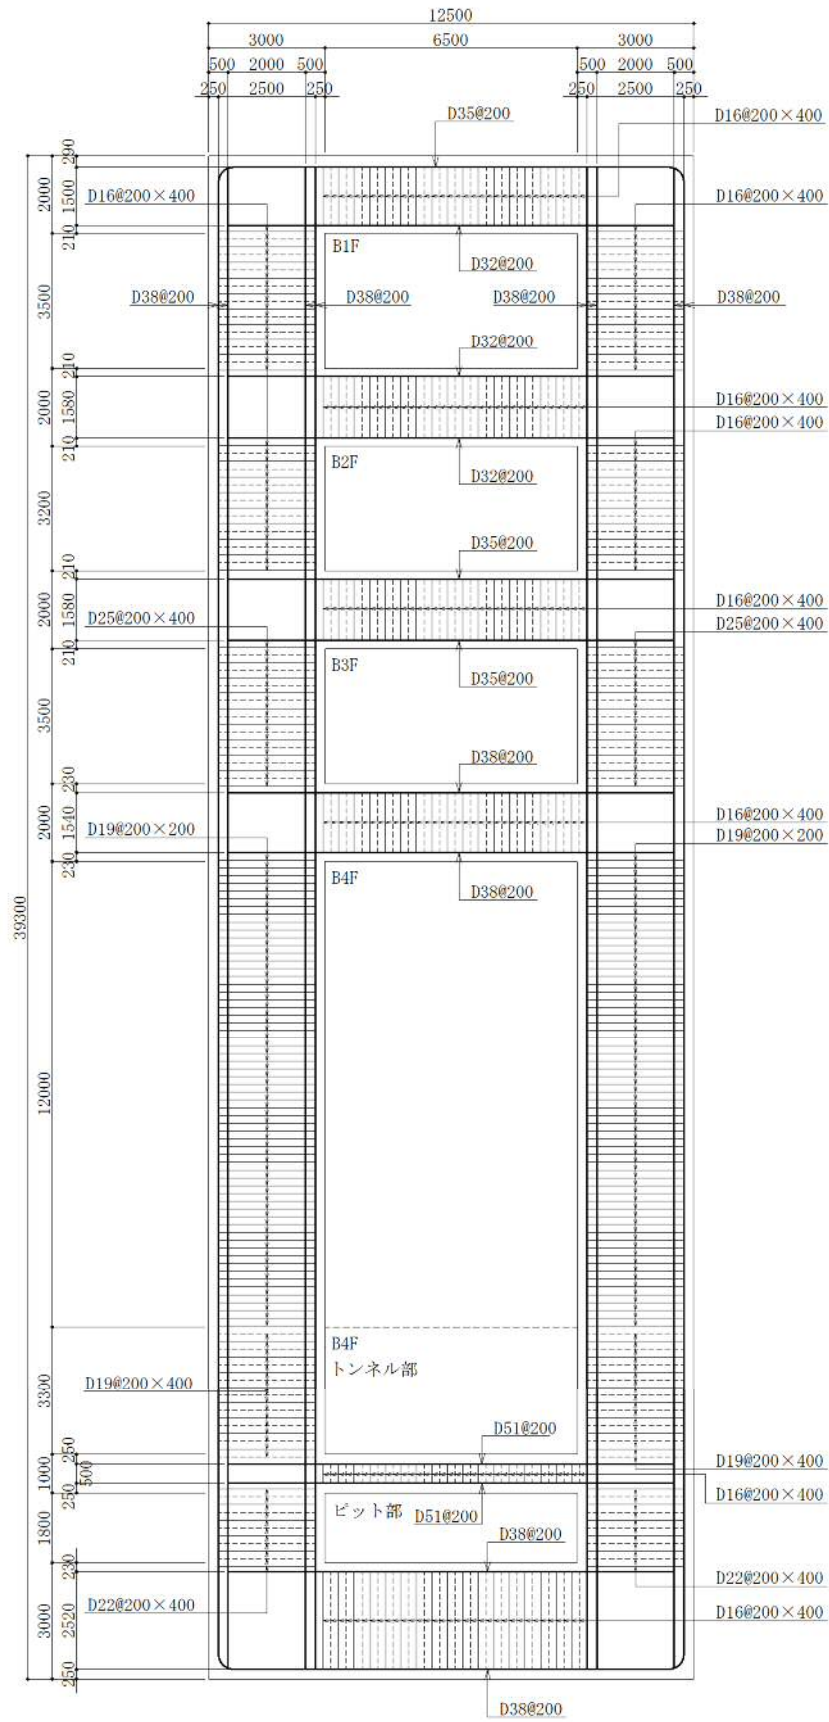 12500
3000 6500 3000
500 2000 500 500 2000 500
250 2500 250 250 2500 250
D35@200
D16@200×400
290
2000
1500
D16@200×400
D16@200×400
210
B1F
D32@200
3500
D38@200
D38@200
D38@200
D38@200
D32@200
210
2000
1580
D16@200×400
D16@200×400
210
B2F
D32@200
3200
D35@200
210
2000
1580
D25@200×400
D16@200×400
D25@200×400
210
B3F
D35@200
3500
D38@200
230
2000
1540
D19@200×200
D16@200×400
D19@200×200
230
B4F
D38@200
39300
12000
B4F
トンネル部
3300
D19@200×400
D51@200
250
1000
500
D19@200×400
D16@200×400
250
ピット部
D51@200
1800
D38@200
230
D22@200×400
D22@200×400
3000
2520
D16@200×400
250
D38@200